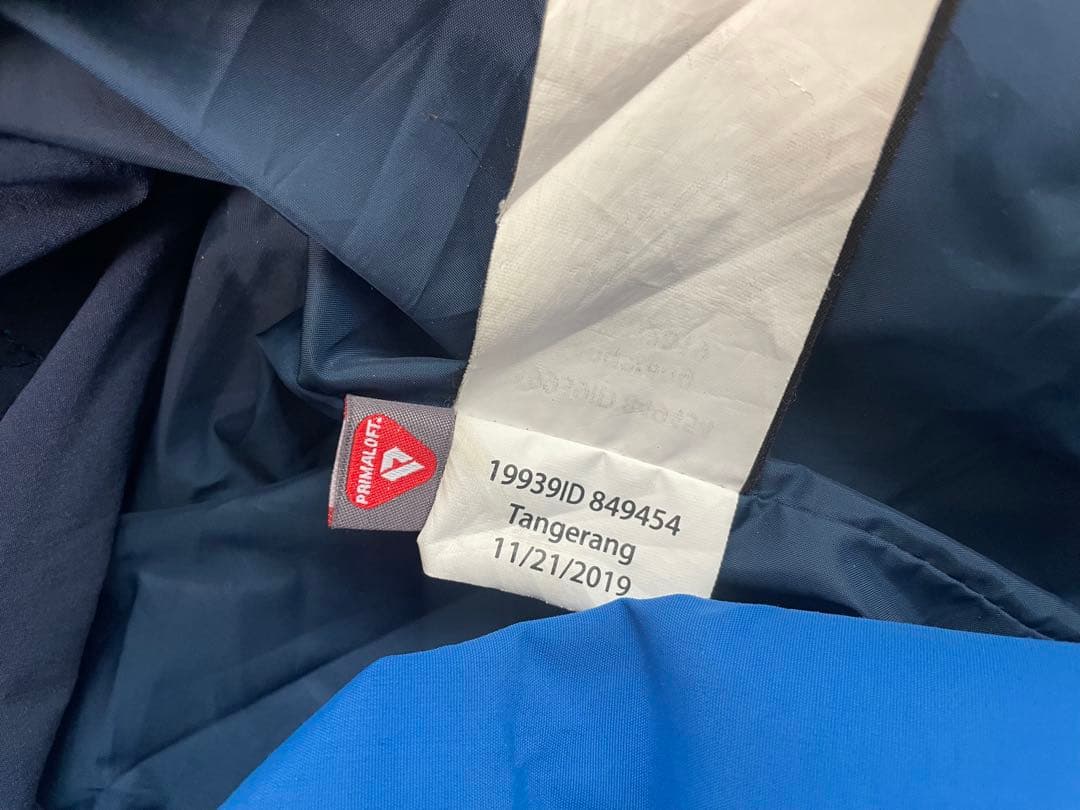 PRIMALOFT
19939ID 849454
Tangerang
11/21/2019